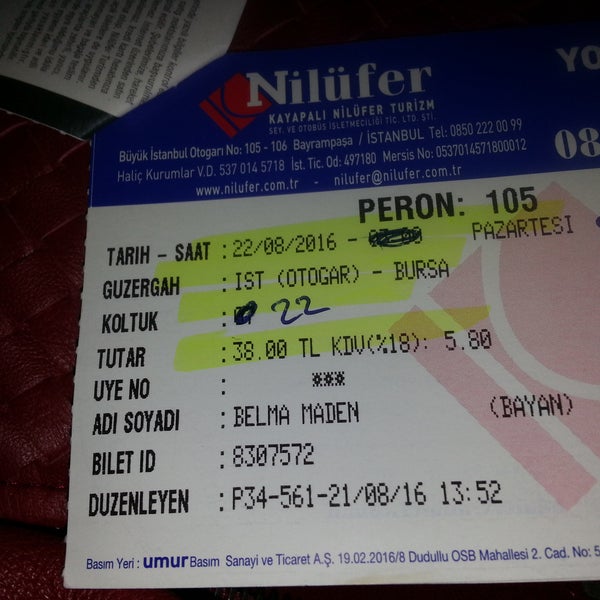 Nilüfer
YO
KAYAPALI NİLÜFER TURİZM
SEY. VE OTOBÜS İŞLETMECİLİĞİ TİC. LTD. ŞTİ.
08
Büyük İstanbul Otogarı No: 105 - 106 Bayrampaşa / İSTANBUL Tel: 0850 222 00 99
Haliç Kurumlar V.D. 537 014 5718 İst. Tic. Od: 497180 Mersis No: 0537014571800012
www.nilufer.com.tr - nilufer@nilufer.com.tr
PERON: 105
TARIH - SAAT : 22/08/2016 - PAZARTESI
GUZERGAH : IST (OTOGAR) - BURSA
KOLTUK : 22
TUTAR : 38.00 TL KDV(%18): 5.80
UYE NO : ***
ADI SOYADI : BELMA MADEN (BAYAN)
BILET ID : 8307572
DUZENLEYEN : P34-561-21/08/16 13:52
Basım Yeri : umur Basım Sanayi ve Ticaret A.Ş. 19.02.2016/8 Dudullu OSB Mahallesi 2. Cad. No: 5